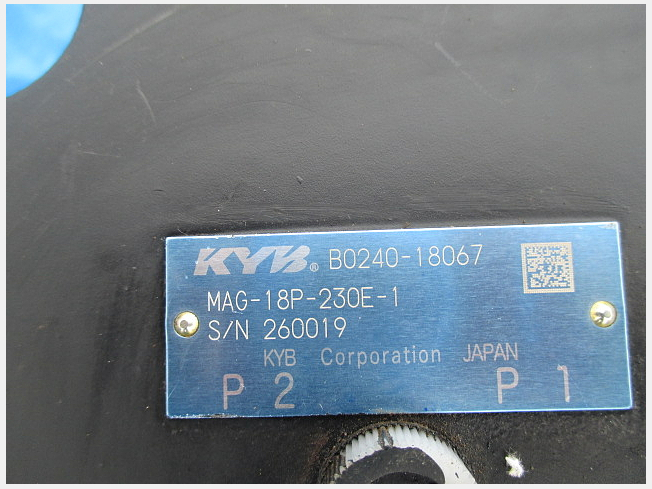 KYB® B0240-18067
MAG-18P-230E-1
S/N 260019
KYB Corporation JAPAN
P2 P1